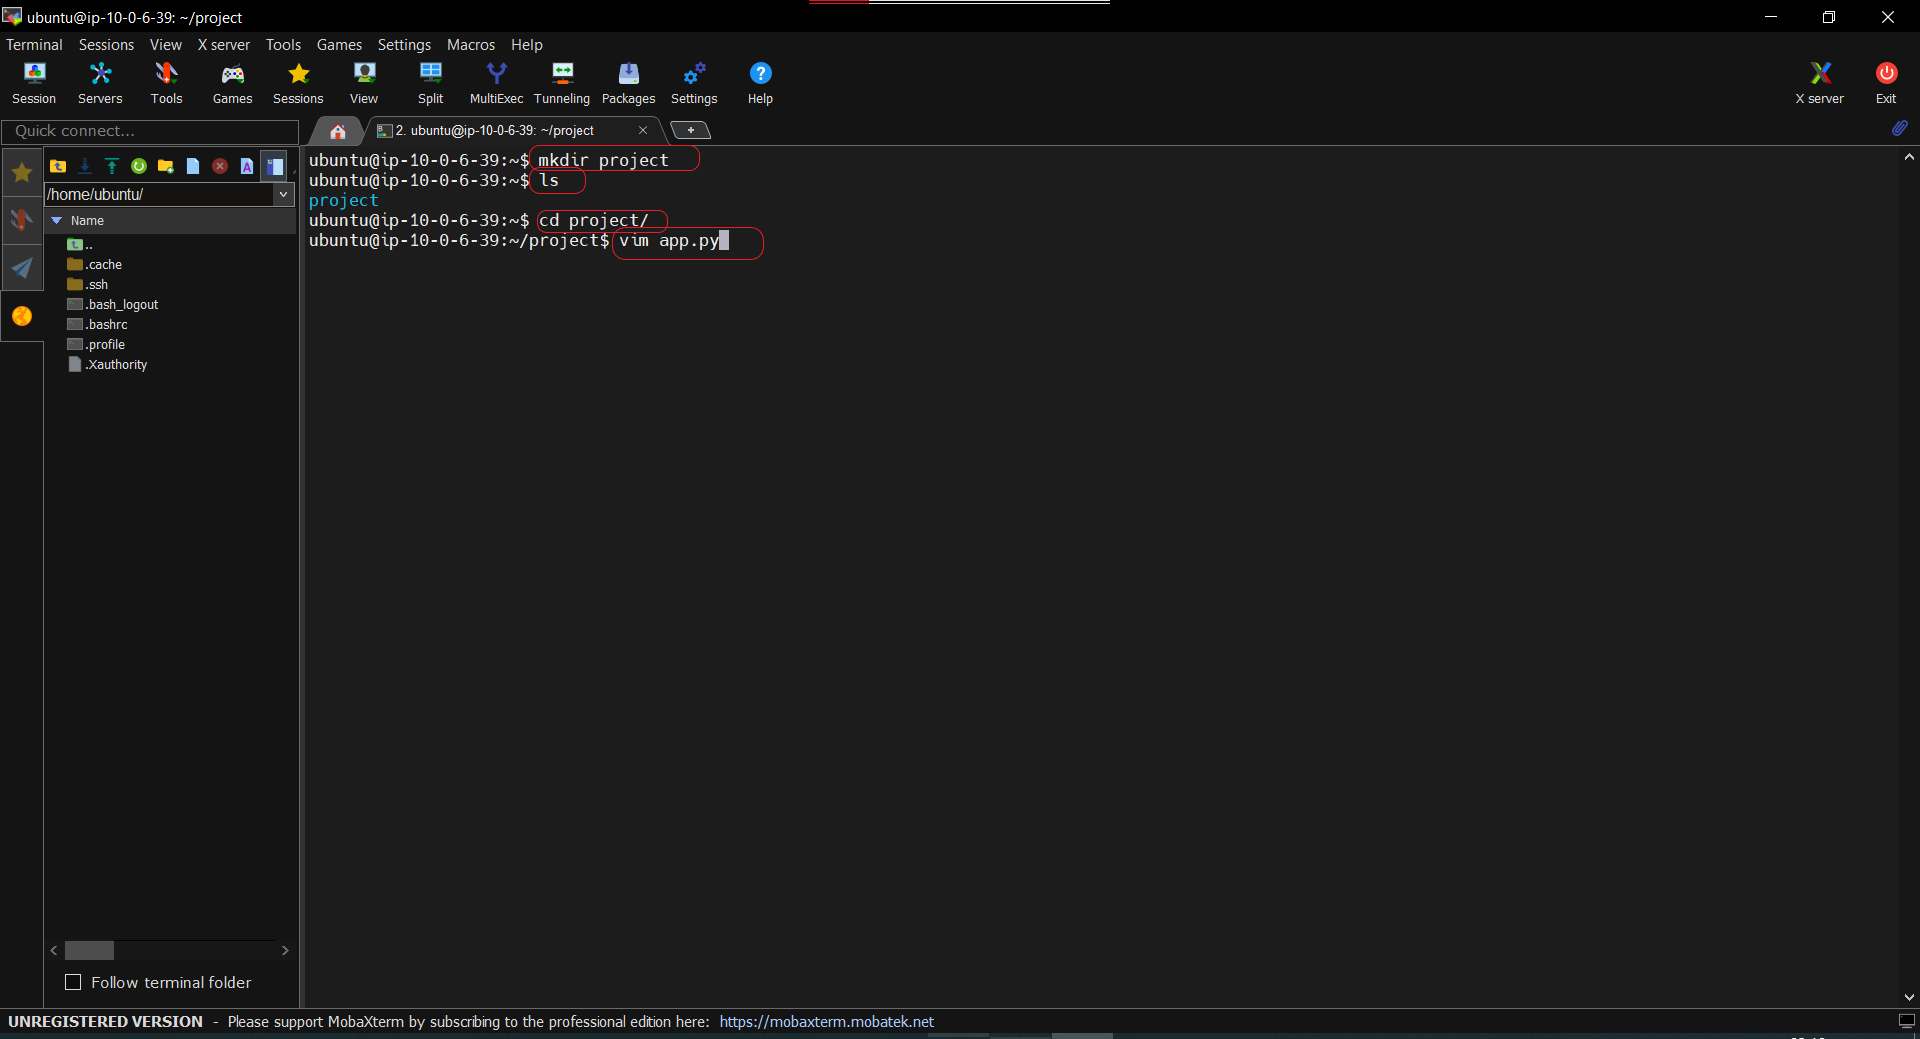 ubuntu@ip-10-0-6-39: ~/project
Terminal Sessions View X server Tools Games Settings Macros Help
Session Servers Tools Games Sessions View Split MultiExec Tunneling Packages Settings Help X server Exit
Quick connect...
2. ubuntu@ip-10-0-6-39: ~/project
/home/ubuntu/
Name
..
.cache
.ssh
.bash_logout
.bashrc
.profile
.Xauthority
Follow terminal folder
ubuntu@ip-10-0-6-39:~$ mkdir project
ubuntu@ip-10-0-6-39:~$ ls
project
ubuntu@ip-10-0-6-39:~$ cd project/
ubuntu@ip-10-0-6-39:~/project$ vim app.py
UNREGISTERED VERSION - Please support MobaXterm by subscribing to the professional edition here: https://mobaxterm.mobatek.net